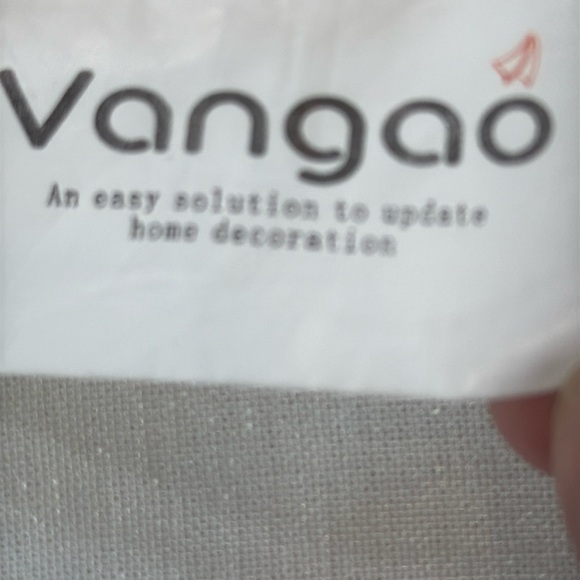 Vangao
An easy solution to update
home decoration